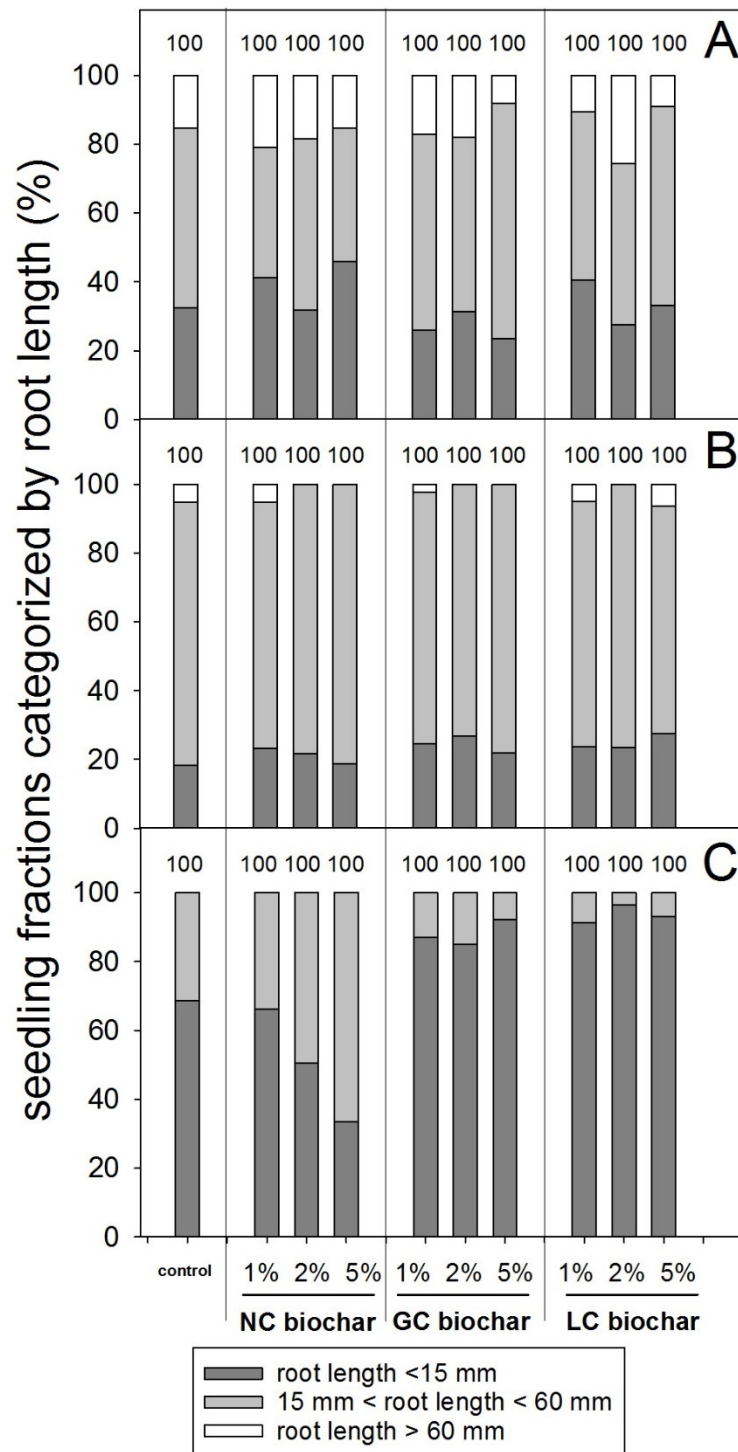 seedling fractions categorized by root length (%)
A
100 100 100 100 100 100 100 100 100 100
100
80
60
40
20
0
B
100 100 100 100 100 100 100 100 100 100
100
80
60
40
20
0
C
100 100 100 100 100 100 100 100 100 100
100
80
60
40
20
0
control 1% 2% 5% 1% 2% 5% 1% 2% 5%
NC biochar GC biochar LC biochar
root length <15 mm
15 mm < root length < 60 mm
root length > 60 mm